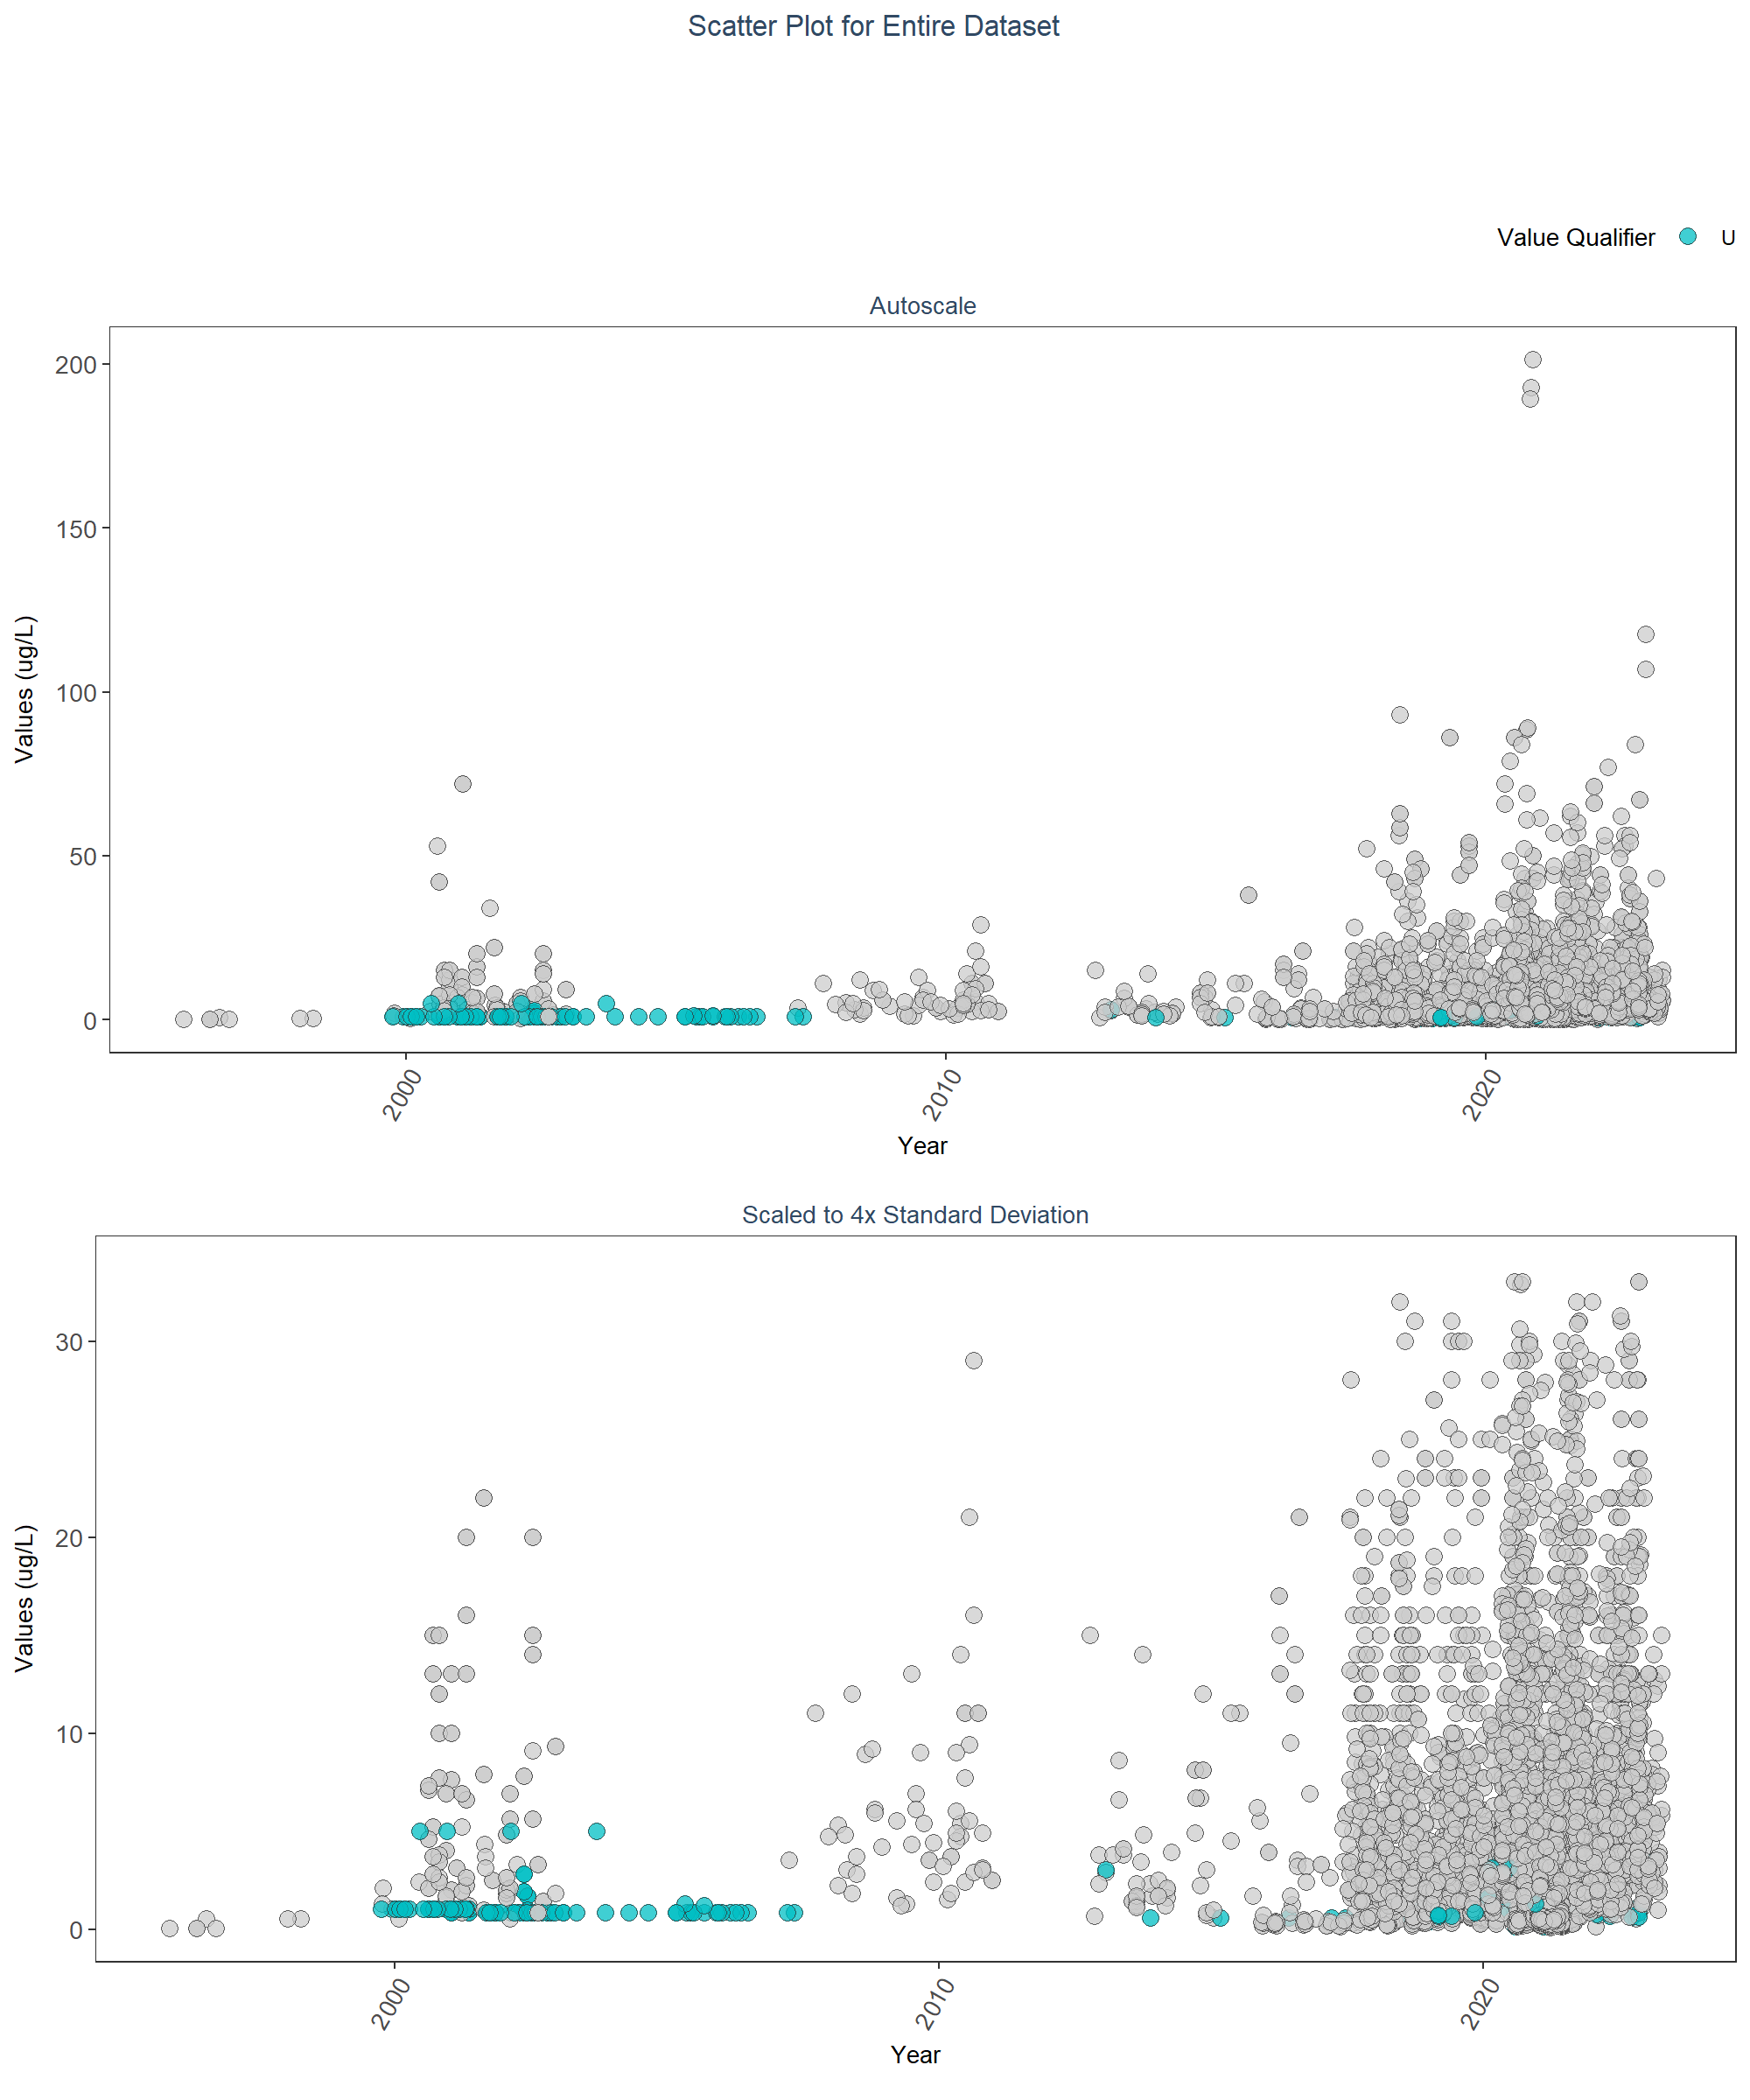 Scatter Plot for Entire Dataset
Value Qualifier U
Autoscale
200
150
100
50
0
Values (ug/L)
2000 2010 2020
Year
Scaled to 4x Standard Deviation
30
20
10
0
Values (ug/L)
2000 2010 2020
Year